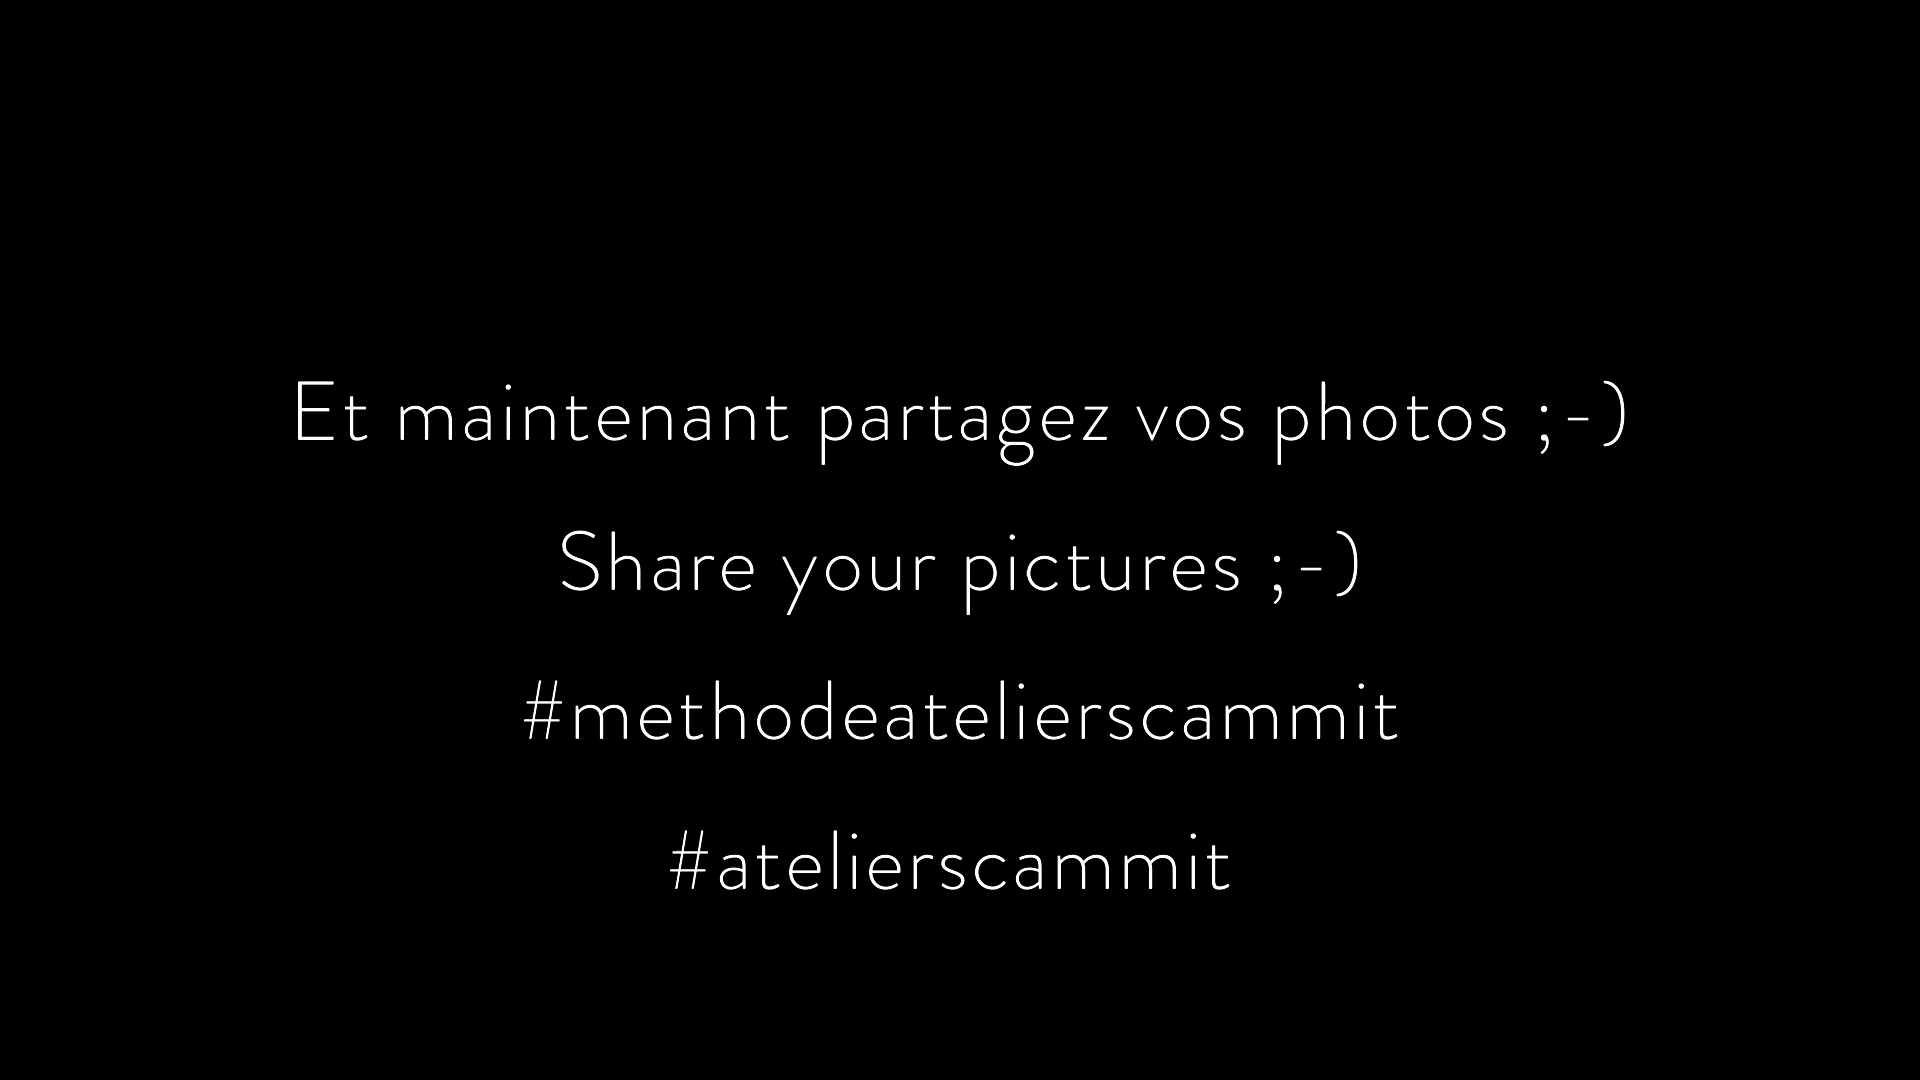 Et maintenant partagez vos photos ;-)
Share your pictures ;-)
#methodeatelierscammit
#atelierscammit